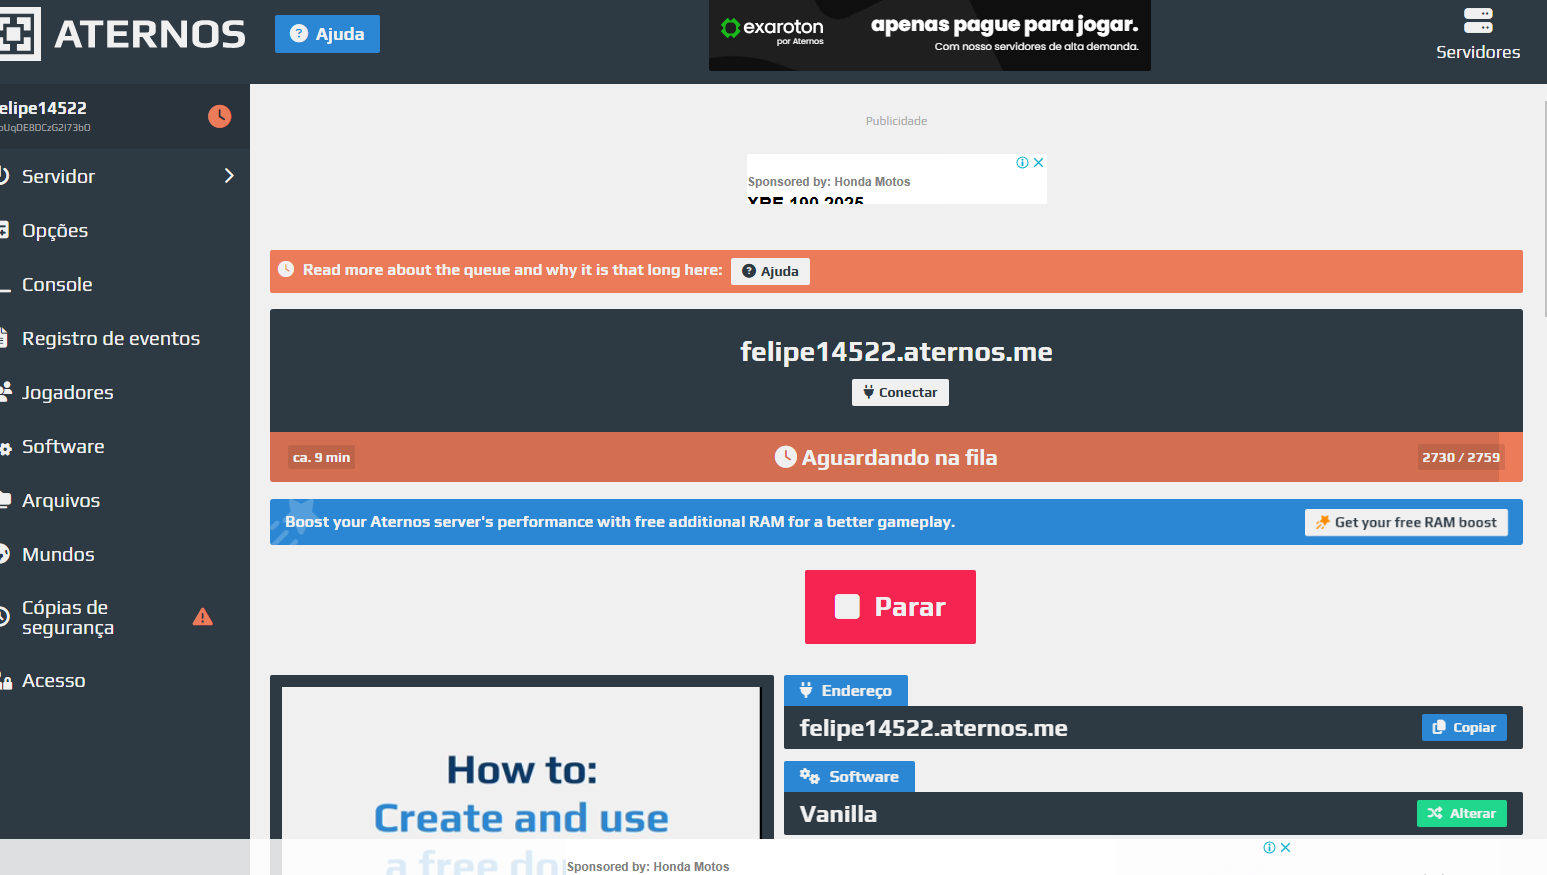 ATERNOS
Ajuda
exaroton
por Aternos
apenas pague para jogar.
Com nosso servidores de alta demanda.
Servidores
elipe14522
Servidor
Opções
Console
Registro de eventos
Jogadores
Software
Arquivos
Mundos
Cópias de
segurança
Acesso
Publicidade
Sponsored by: Honda Motos
XRE 190 2025
Read more about the queue and why it is that long here:
Ajuda
felipe14522.aternos.me
Conectar
ca. 9 min
Aguardando na fila
2730 / 2759
Boost your Aternos server's performance with free additional RAM for a better gameplay.
Get your free RAM boost
Parar
How to:
Create and use
a free do
Endereço
felipe14522.aternos.me
Copiar
Software
Vanilla
Alterar
Sponsored by: Honda Motos